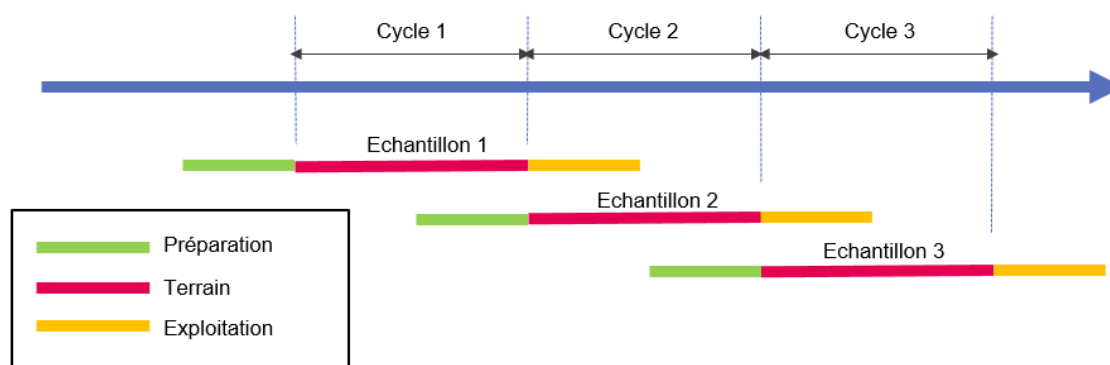 Cycle 1
Cycle 2
Cycle 3
Echantillon 1
Echantillon 2
Echantillon 3
Préparation
Terrain
Exploitation